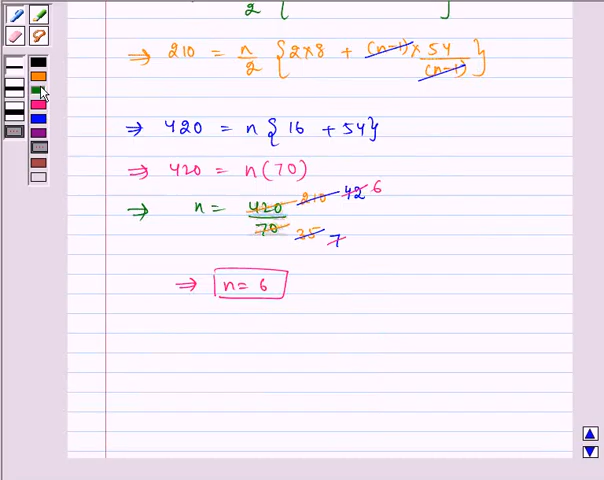 2 {                }
⇒ 210 = n/2 {2×8 + (n-1) × 54/(n-1)}
⇒ 420 = n{16 + 54}
⇒ 420 = n(70)
⇒ n = 420/70 210/35 42/7 6
⇒ n = 6